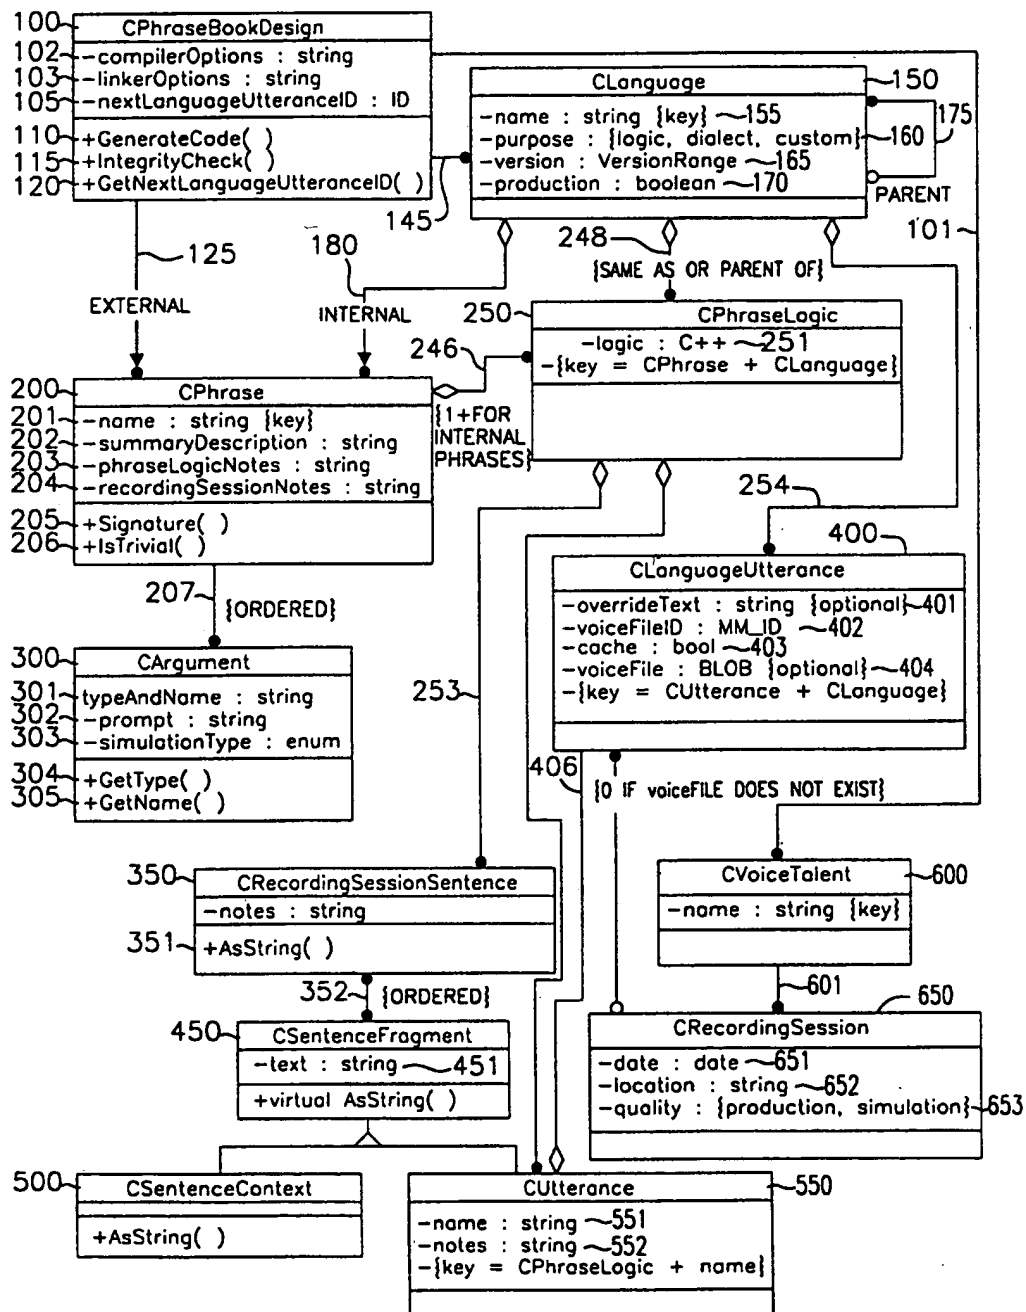 100 CPhraseBookDesign
102 -compilerOptions : string
103 -linkerOptions : string
105 -nextLanguageUtteranceID : ID
110 +GenerateCode( )
115 +IntegrityCheck( )
120 +GetNextLanguageUtteranceID( )
CLanguage 150
-name : string {key} 155
-purpose : {logic, dialect, custom} 160
-version : VersionRange 165
-production : boolean 170
175
PARENT
145
101
125
180
248
EXTERNAL
INTERNAL
{SAME AS OR PARENT OF}
250 CPhraseLogic
-logic : C++ 251
-{key = CPhrase + CLanguage}
246
{1+FOR
INTERNAL
PHRASES}
200 CPhrase
201 -name : string {key}
202 -summaryDescription : string
203 -phraseLogicNotes : string
204 -recordingSessionNotes : string
205 +Signature( )
206 +IsTrivial( )
207
{ORDERED}
254
400
CLanguageUtterance
-overrideText : string {optional} 401
-voiceFileID : MM_ID 402
-cache : bool 403
-voiceFile : BLOB {optional} 404
-{key = CUtterance + CLanguage}
300 CArgument
301 typeAndName : string
302 -prompt : string
303 -simulationType : enum
304 +GetType( )
305 +GetName( )
253
406
{0 IF voiceFILE DOES NOT EXIST}
350 CRecordingSessionSentence
-notes : string
351 +AsString( )
352 {ORDERED}
CVoiceTalent 600
-name : string {key}
601
650
CRecordingSession
-date : date 651
-location : string 652
-quality : {production, simulation} 653
450 CSentenceFragment
-text : string 451
+virtual AsString( )
500 CSentenceContext
+AsString( )
CUtterance 550
-name : string 551
-notes : string 552
-{key = CPhraseLogic + name}